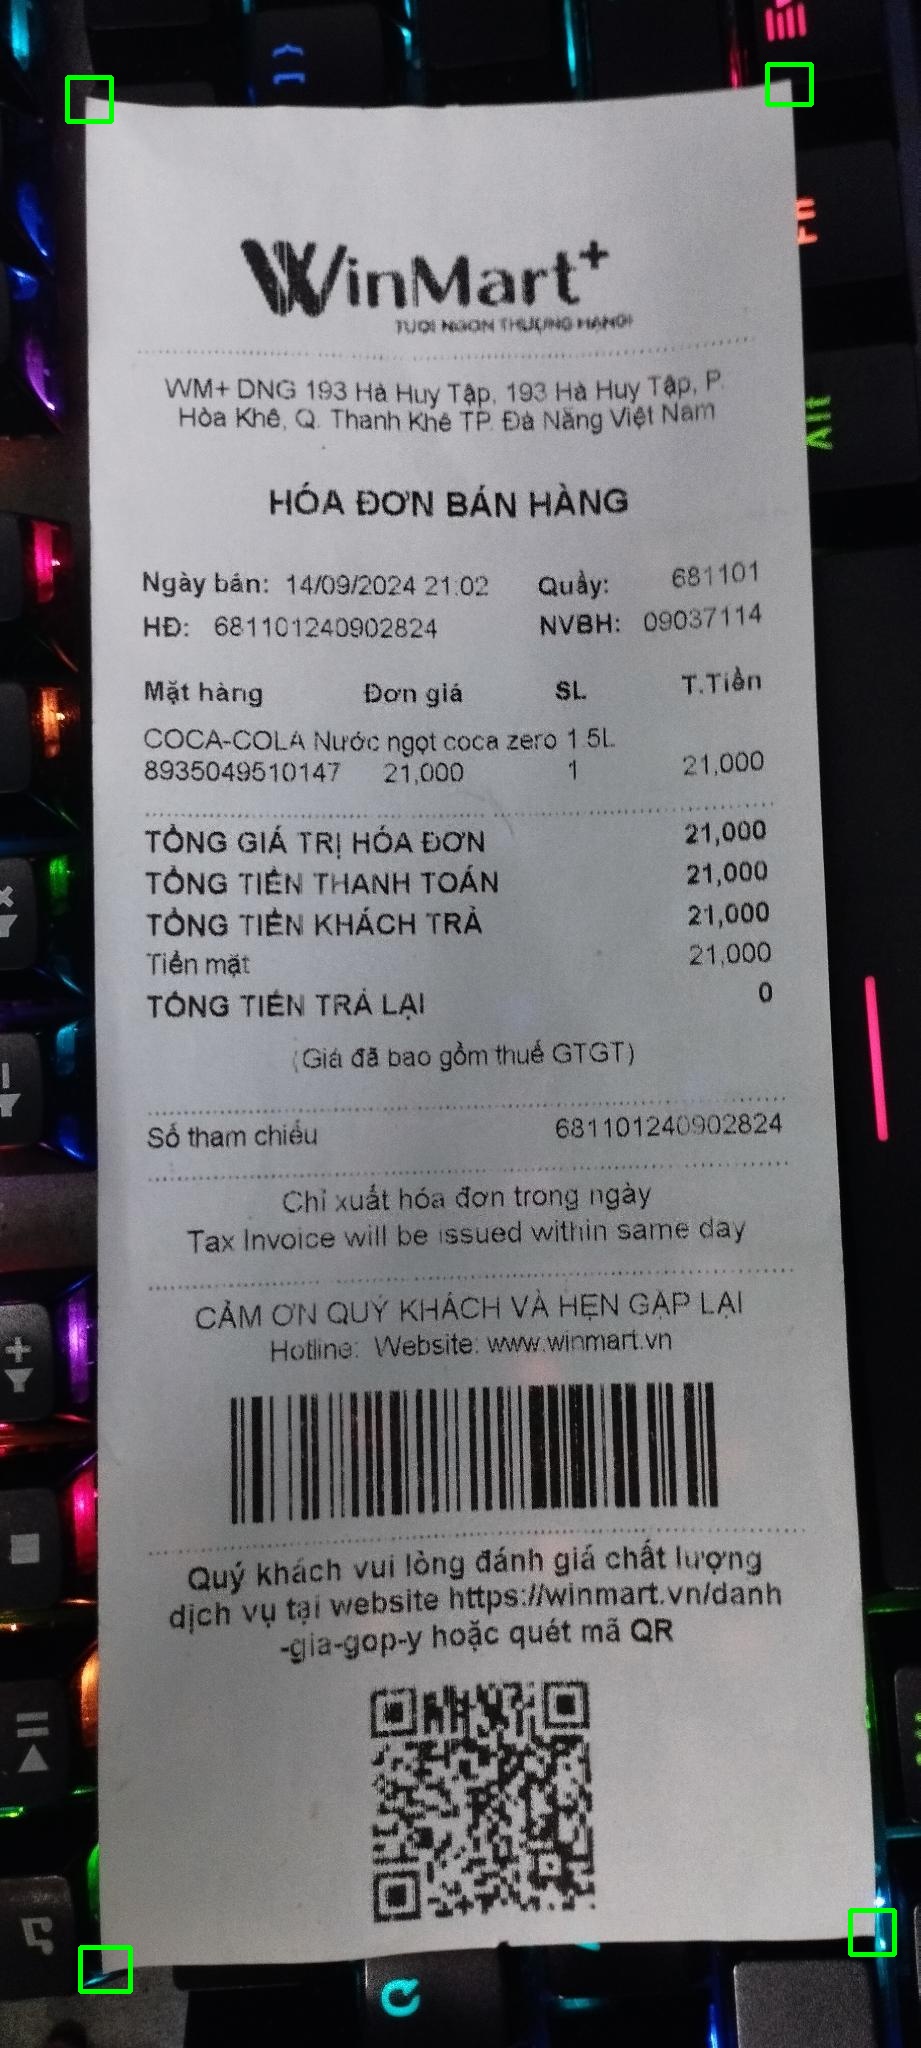 WinMart+
TƯƠI NGON THƯỢNG HẠNG!
WM+ DNG 193 Hà Huy Tập, 193 Hà Huy Tập, P.
Hòa Khê, Q. Thanh Khê TP. Đà Nẵng Việt Nam
HÓA ĐƠN BÁN HÀNG
Ngày bán: 14/09/2024 21:02 Quầy: 681101
HĐ: 681101240902824 NVBH: 09037114
Mặt hàng Đơn giá SL T.Tiền
COCA-COLA Nước ngọt coca zero 1.5L
8935049510147 21,000 1 21,000
TỔNG GIÁ TRỊ HÓA ĐƠN 21,000
TỔNG TIỀN THANH TOÁN 21,000
TỔNG TIỀN KHÁCH TRẢ 21,000
Tiền mặt 21,000
TỔNG TIỀN TRẢ LẠI 0
(Giá đã bao gồm thuế GTGT)
Số tham chiếu 681101240902824
Chỉ xuất hóa đơn trong ngày
Tax Invoice will be issued within same day
CẢM ƠN QUÝ KHÁCH VÀ HẸN GẶP LẠI
Hotline: Website: www.winmart.vn
Quý khách vui lòng đánh giá chất lượng
dịch vụ tại website https://winmart.vn/danh
-gia-gop-y hoặc quét mã QR
Fn
Alt